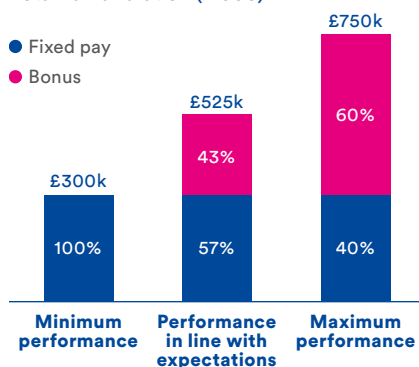 Fixed pay
Bonus
£750k
£525k
£300k
60%
43%
100%
57%
40%
Minimum
performance
Performance
in line with
expectations
Maximum
performance